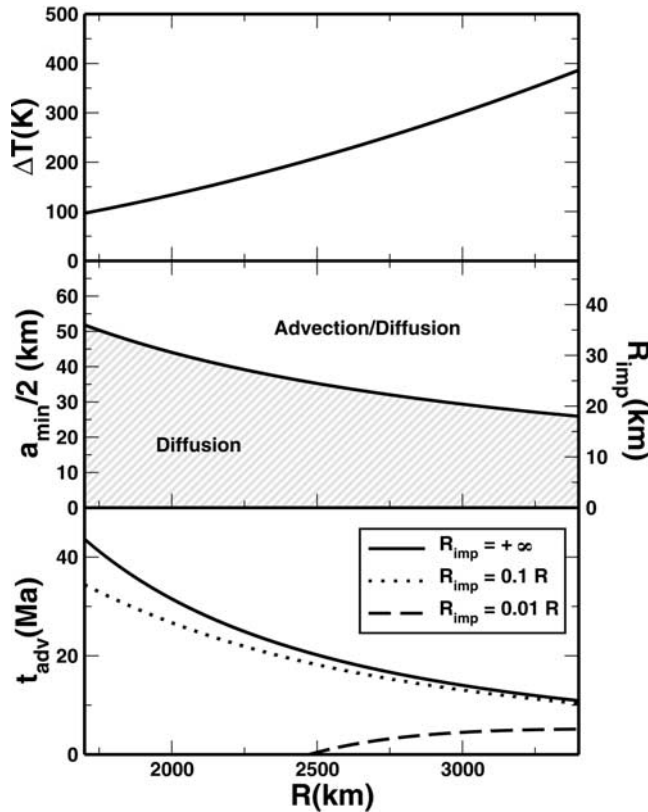 500
400
300
200
100
0
ΔT(K)
60
50
40
30
20
10
0
a_min/2 (km)
Advection/Diffusion
Diffusion
40
30
20
10
0
R_imp(km)
40
20
0
t_adv(Ma)
R_imp = + ∞
R_imp = 0.1 R
R_imp = 0.01 R
2000 2500 3000
R(km)